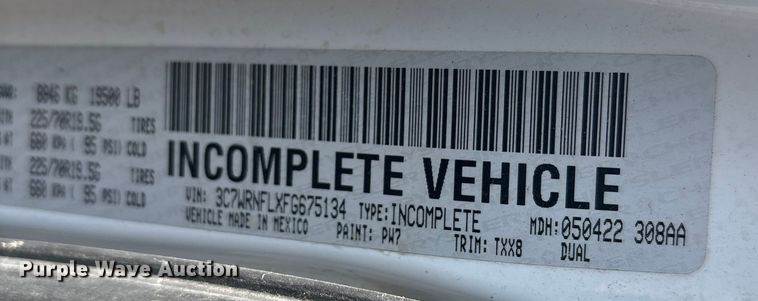 8846 KG 19500 LB
225/70R19.5G TIRES
660 KPA ( 95 PSI) COLD
225/70R19.5G TIRES
660 KPA ( 95 PSI) COLD
INCOMPLETE VEHICLE
VIN: 3C7WRNFLXFG675134 TYPE:INCOMPLETE MDH:050422 308AA
VEHICLE MADE IN MEXICO PAINT: PW7 TRIM: TXX8 DUAL
Purple Wave Auction